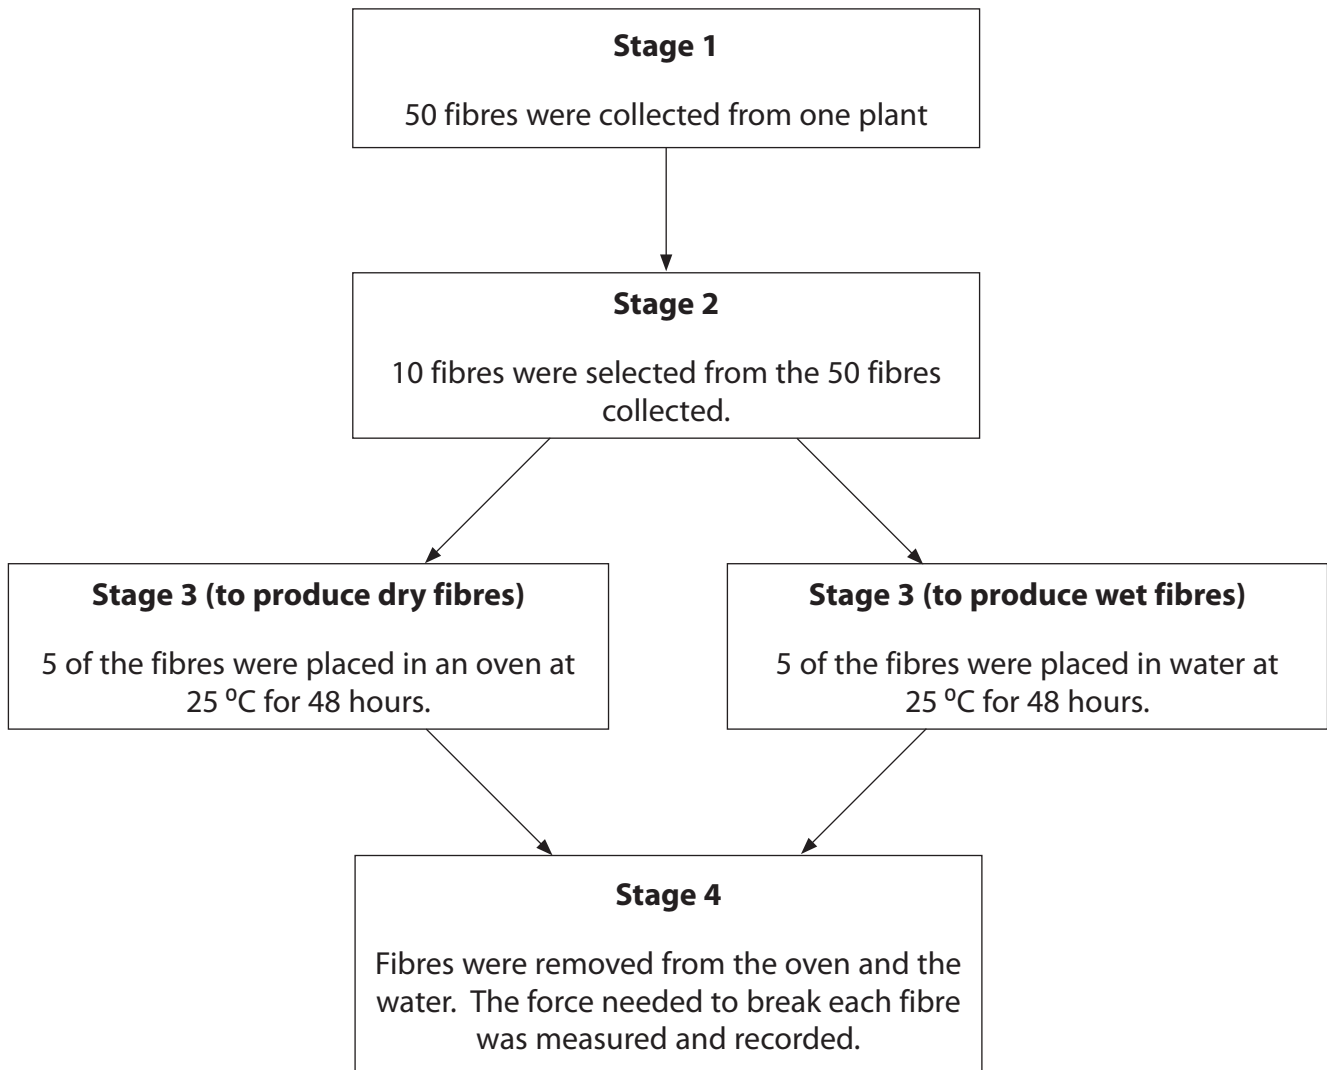 Stage 1
50 fibres were collected from one plant
Stage 2
10 fibres were selected from the 50 fibres
collected.
Stage 3 (to produce dry fibres)
5 of the fibres were placed in an oven at
25 ⁰C for 48 hours.
Stage 3 (to produce wet fibres)
5 of the fibres were placed in water at
25 ⁰C for 48 hours.
Stage 4
Fibres were removed from the oven and the
water. The force needed to break each fibre
was measured and recorded.